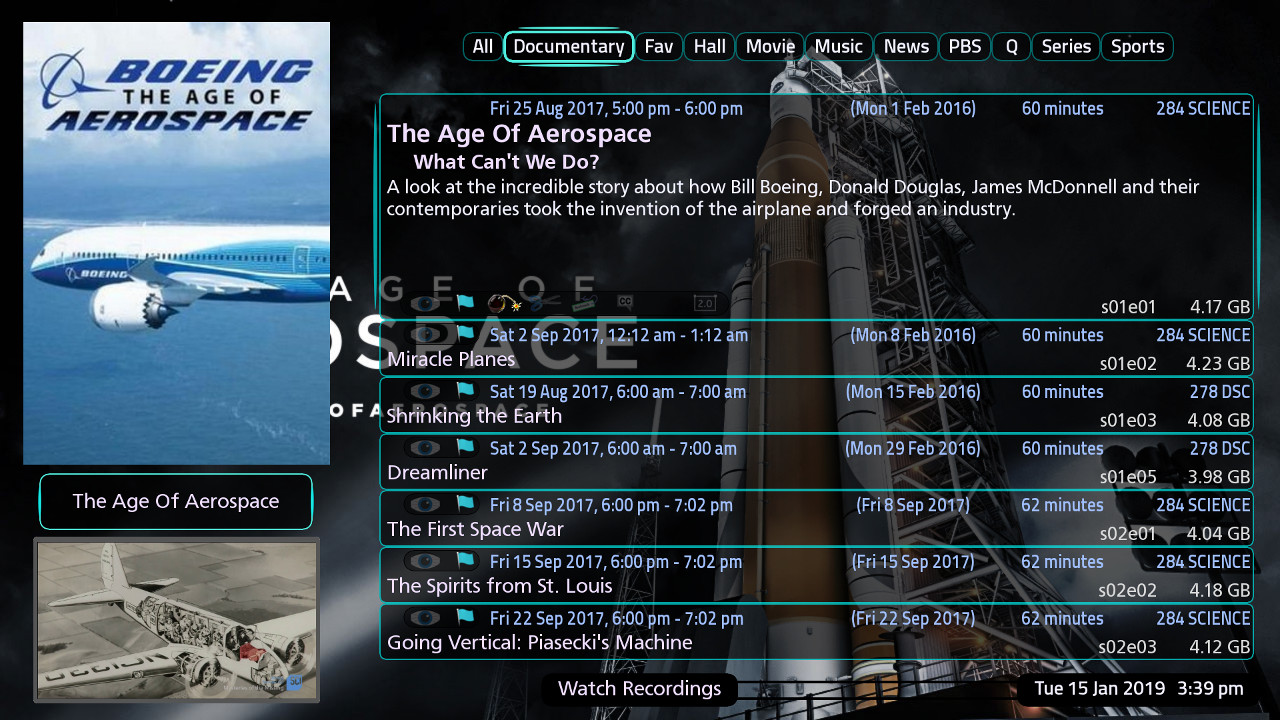 BOEING
THE AGE OF
AEROSPACE
BOEING
The Age Of Aerospace
All Documentary Fav Hall Movie Music News PBS Q Series Sports
Fri 25 Aug 2017, 5:00 pm - 6:00 pm (Mon 1 Feb 2016) 60 minutes 284 SCIENCE
The Age Of Aerospace
What Can't We Do?
A look at the incredible story about how Bill Boeing, Donald Douglas, James McDonnell and their
contemporaries took the invention of the airplane and forged an industry.
AGE OF
CC 2.0 s01e01 4.17 GB
OSPACE
Sat 2 Sep 2017, 12:12 am - 1:12 am (Mon 8 Feb 2016) 60 minutes 284 SCIENCE
Miracle Planes s01e02 4.23 GB
Sat 19 Aug 2017, 6:00 am - 7:00 am (Mon 15 Feb 2016) 60 minutes 278 DSC
OFAEROSPACE
Shrinking the Earth s01e03 4.08 GB
Sat 2 Sep 2017, 6:00 am - 7:00 am (Mon 29 Feb 2016) 60 minutes 278 DSC
Dreamliner s01e05 3.98 GB
Fri 8 Sep 2017, 6:00 pm - 7:02 pm (Fri 8 Sep 2017) 62 minutes 284 SCIENCE
The First Space War s02e01 4.04 GB
Fri 15 Sep 2017, 6:00 pm - 7:02 pm (Fri 15 Sep 2017) 62 minutes 284 SCIENCE
The Spirits from St. Louis s02e02 4.18 GB
Fri 22 Sep 2017, 6:00 pm - 7:02 pm (Fri 22 Sep 2017) 62 minutes 284 SCIENCE
Going Vertical: Piasecki's Machine s02e03 4.12 GB
Watch Recordings
Tue 15 Jan 2019 3:39 pm